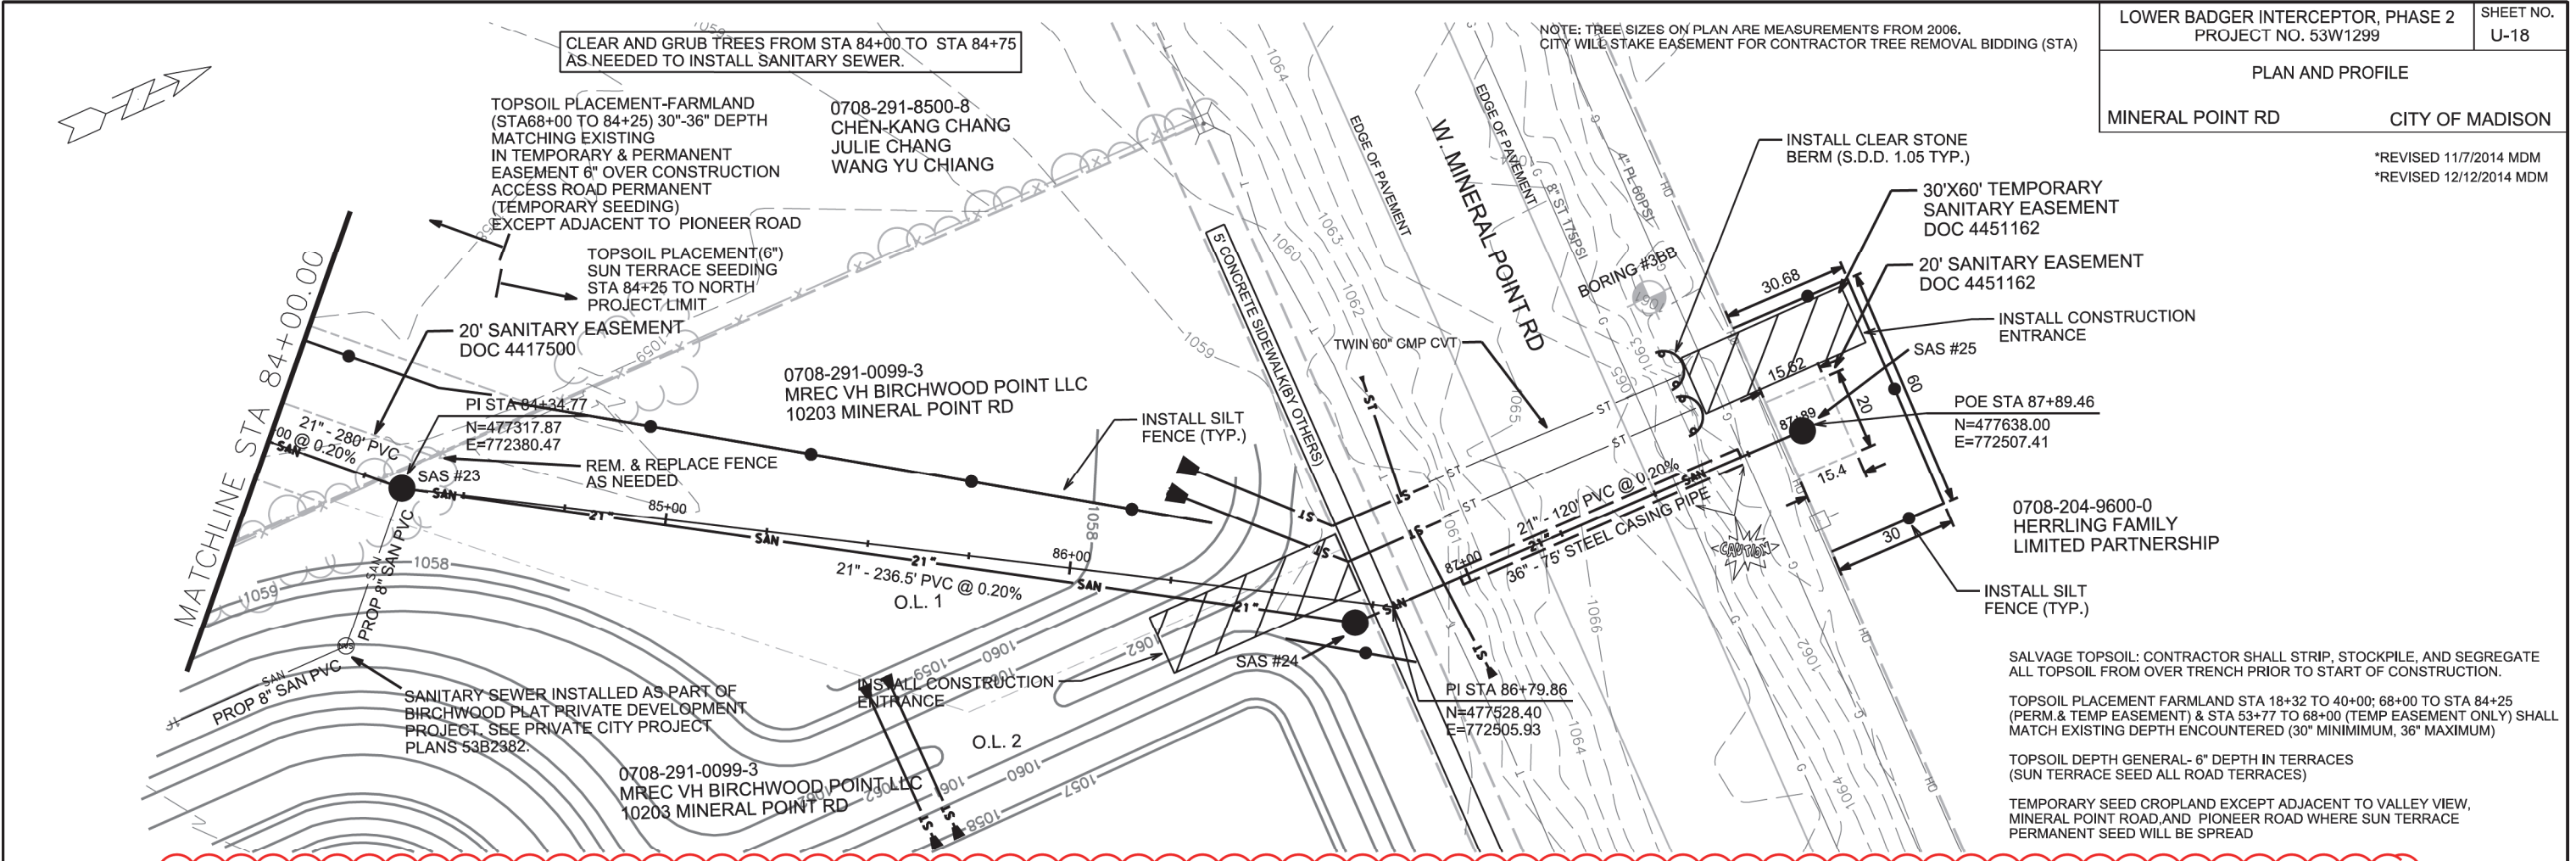 LOWER BADGER INTERCEPTOR, PHASE 2
PROJECT NO. 53W1299
SHEET NO.
U-18
PLAN AND PROFILE
MINERAL POINT RD
CITY OF MADISON
*REVISED 11/7/2014 MDM
*REVISED 12/12/2014 MDM
NOTE: TREE SIZES ON PLAN ARE MEASUREMENTS FROM 2006.
CITY WILL STAKE EASEMENT FOR CONTRACTOR TREE REMOVAL BIDDING (STA)
CLEAR AND GRUB TREES FROM STA 84+00 TO STA 84+75
AS NEEDED TO INSTALL SANITARY SEWER.
TOPSOIL PLACEMENT-FARMLAND
(STA68+00 TO 84+25) 30"-36" DEPTH
MATCHING EXISTING
IN TEMPORARY & PERMANENT
EASEMENT 6" OVER CONSTRUCTION
ACCESS ROAD PERMANENT
(TEMPORARY SEEDING)
EXCEPT ADJACENT TO PIONEER ROAD
0708-291-8500-8
CHEN-KANG CHANG
JULIE CHANG
WANG YU CHIANG
TOPSOIL PLACEMENT(6")
SUN TERRACE SEEDING
STA 84+25 TO NORTH
PROJECT LIMIT
20' SANITARY EASEMENT
DOC 4417500
MATCHLINE STA 84+00.00
21" - 280' PVC
@ 0.20%
PI STA 84+34.77
N=477317.87
E=772380.47
SAS #23
REM. & REPLACE FENCE
AS NEEDED
0708-291-0099-3
MREC VH BIRCHWOOD POINT LLC
10203 MINERAL POINT RD
INSTALL SILT
FENCE (TYP.)
85+00
86+00
87+00
87+89
21" - 236.5' PVC @ 0.20%
O.L. 1
PROP 8" SAN PVC
PROP 8" SAN PVC
SANITARY SEWER INSTALLED AS PART OF
BIRCHWOOD PLAT PRIVATE DEVELOPMENT
PROJECT. SEE PRIVATE CITY PROJECT
PLANS 53B2382.
INSTALL CONSTRUCTION
ENTRANCE
O.L. 2
0708-291-0099-3
MREC VH BIRCHWOOD POINT LLC
10203 MINERAL POINT RD
SAS #24
PI STA 86+79.86
N=477528.40
E=772505.93
5' CONCRETE SIDEWALK(BY OTHERS)
EDGE OF PAVEMENT
W. MINERAL POINT RD
EDGE OF PAVEMENT
8" ST 175PSI
4" PL 60PSI
BORING #3BB
TWIN 60" CMP CVT
21" - 120' PVC @ 0.20%
36" - 75' STEEL CASING PIPE
CAUTION
INSTALL CLEAR STONE
BERM (S.D.D. 1.05 TYP.)
30'X60' TEMPORARY
SANITARY EASEMENT
DOC 4451162
20' SANITARY EASEMENT
DOC 4451162
INSTALL CONSTRUCTION
ENTRANCE
SAS #25
POE STA 87+89.46
N=477638.00
E=772507.41
30.68
15.62
60
20
15.4
30
0708-204-9600-0
HERRLING FAMILY
LIMITED PARTNERSHIP
INSTALL SILT
FENCE (TYP.)
SALVAGE TOPSOIL: CONTRACTOR SHALL STRIP, STOCKPILE, AND SEGREGATE
ALL TOPSOIL FROM OVER TRENCH PRIOR TO START OF CONSTRUCTION.
TOPSOIL PLACEMENT FARMLAND STA 18+32 TO 40+00; 68+00 TO STA 84+25
(PERM.& TEMP EASEMENT) & STA 53+77 TO 68+00 (TEMP EASEMENT ONLY) SHALL
MATCH EXISTING DEPTH ENCOUNTERED (30" MINIMIMUM, 36" MAXIMUM)
TOPSOIL DEPTH GENERAL- 6" DEPTH IN TERRACES
(SUN TERRACE SEED ALL ROAD TERRACES)
TEMPORARY SEED CROPLAND EXCEPT ADJACENT TO VALLEY VIEW,
MINERAL POINT ROAD,AND PIONEER ROAD WHERE SUN TERRACE
PERMANENT SEED WILL BE SPREAD